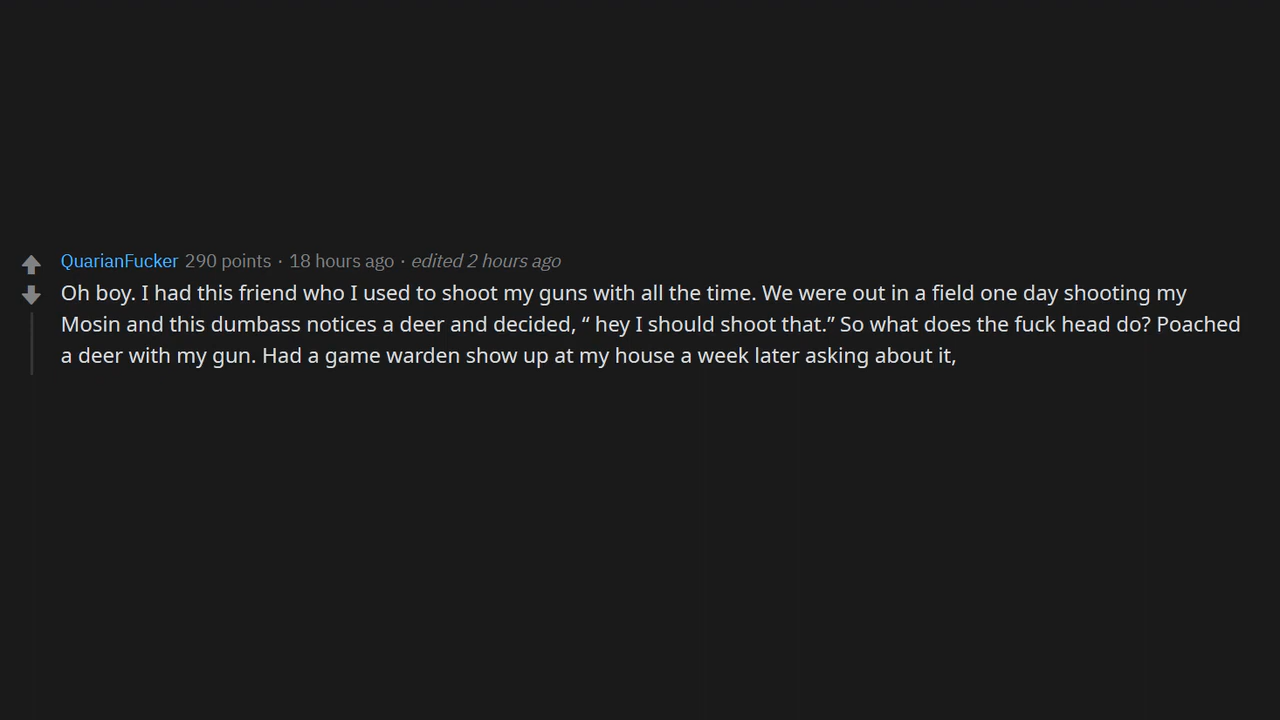 QuarianFucker 290 points · 18 hours ago · edited 2 hours ago
Oh boy. I had this friend who I used to shoot my guns with all the time. We were out in a field one day shooting my
Mosin and this dumbass notices a deer and decided, “ hey I should shoot that.” So what does the fuck head do? Poached
a deer with my gun. Had a game warden show up at my house a week later asking about it,